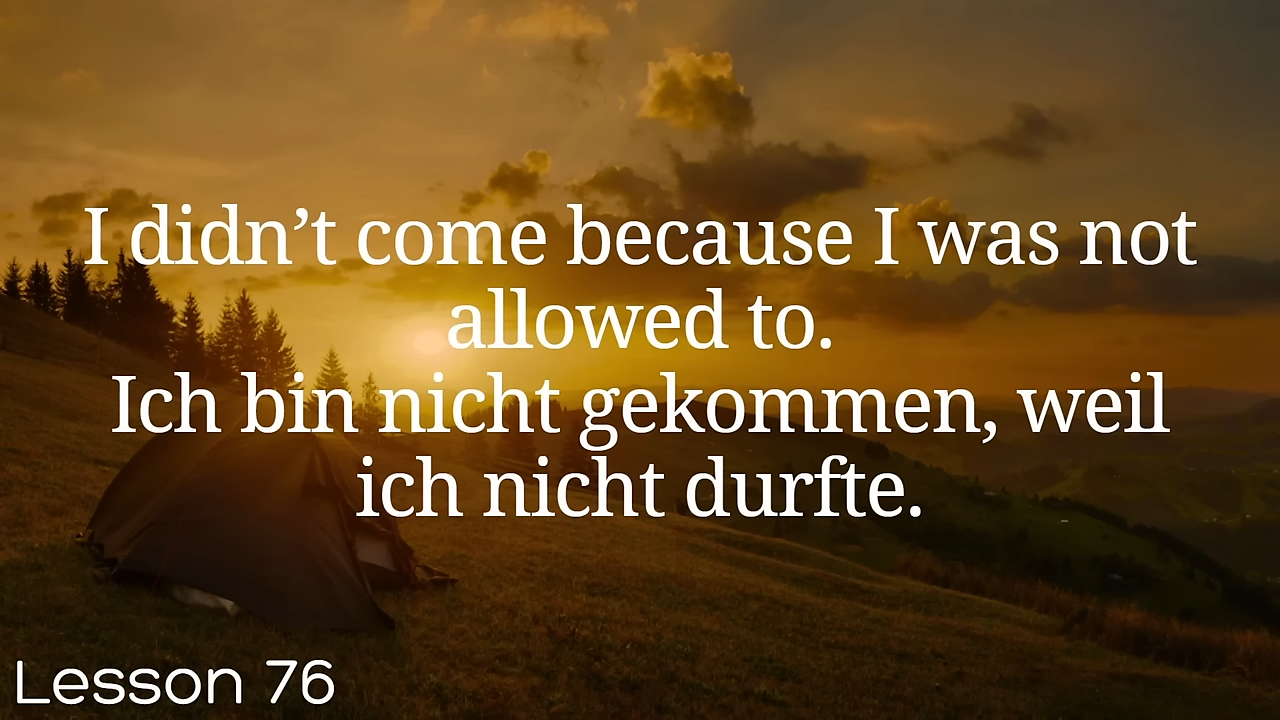 I didn’t come because I was not
allowed to.
Ich bin nicht gekommen, weil
ich nicht durfte.
Lesson 76